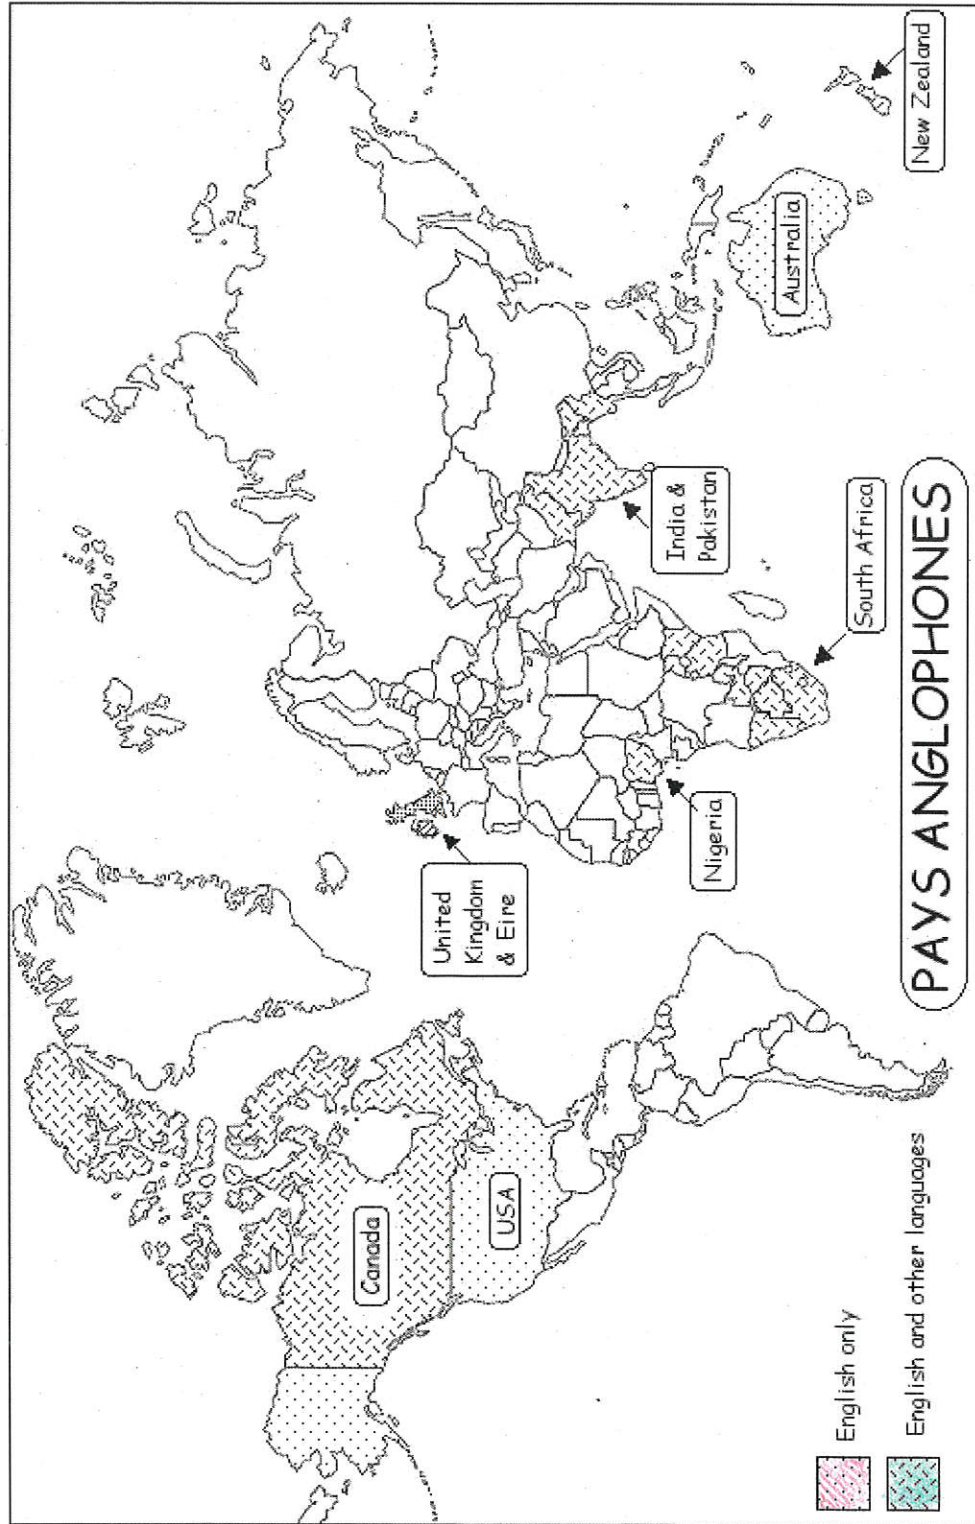 Canada
USA
United
Kingdom
& Eire
Nigeria
South Africa
India &
Pakistan
Australia
New Zealand
English only
English and other languages
PAYS ANGLOPHONES